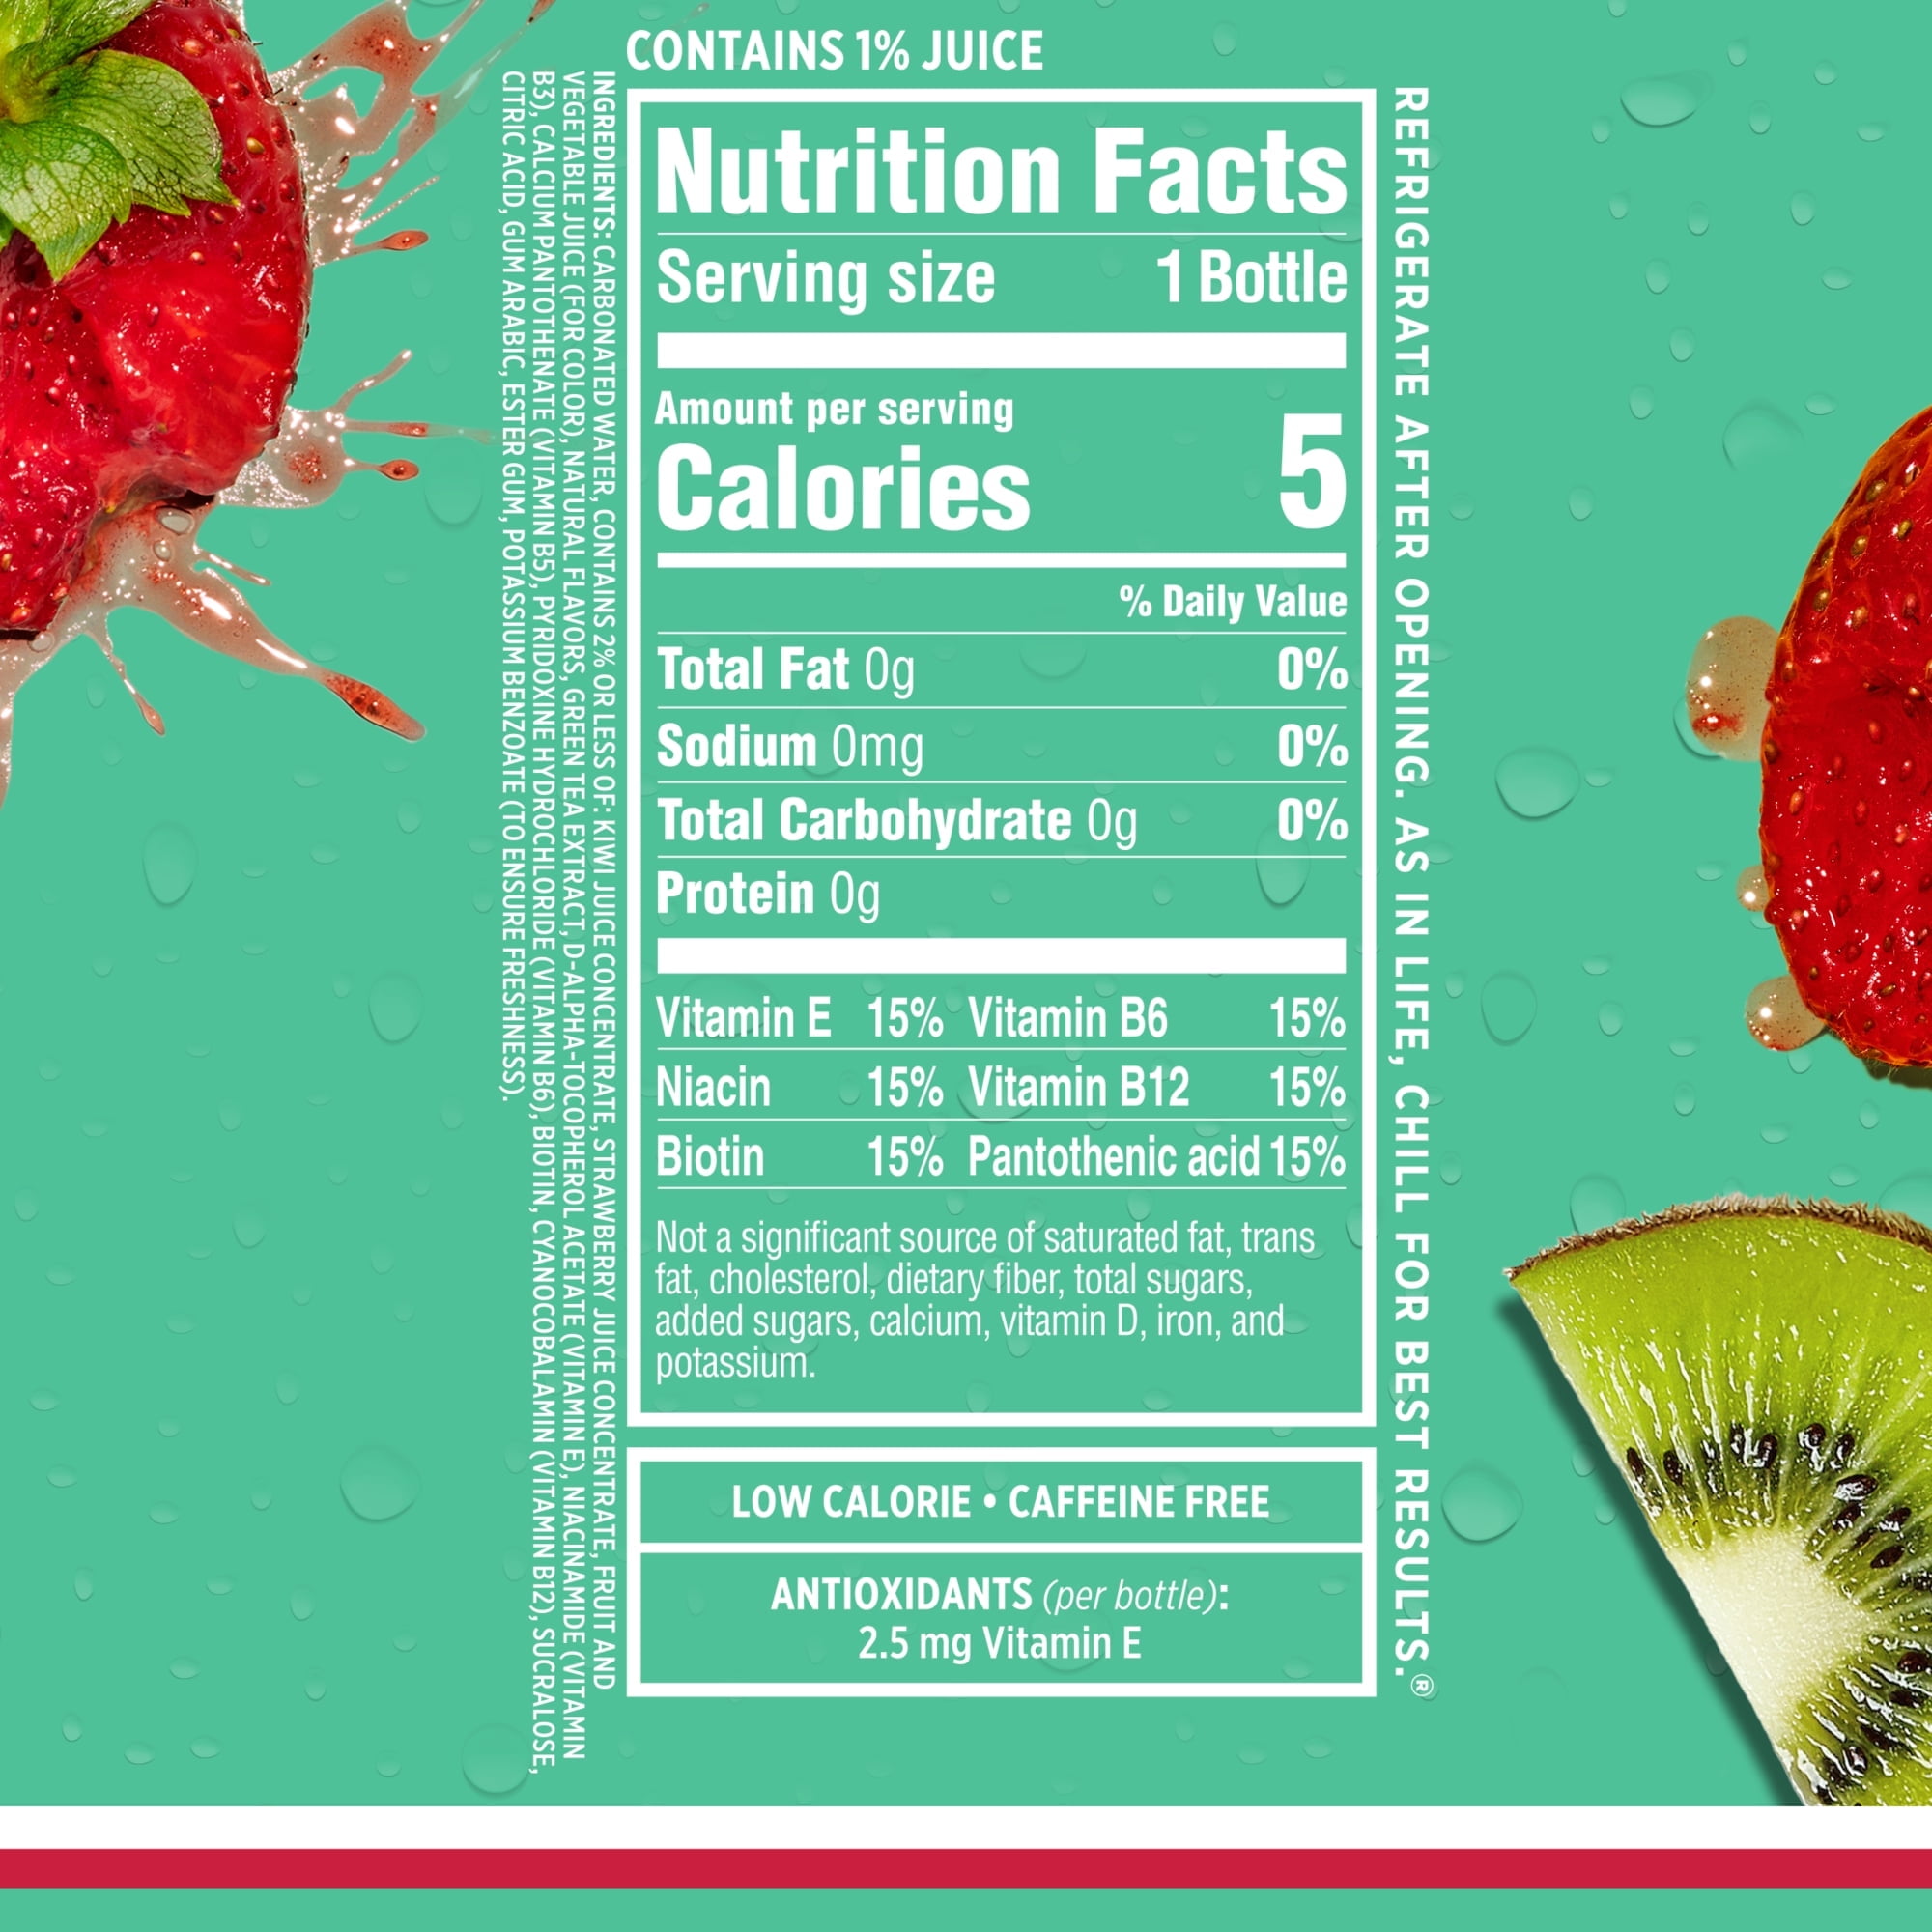 CONTAINS 1% JUICE
Nutrition Facts
Serving size 1 Bottle
Amount per serving
Calories 5
% Daily Value
Total Fat 0g 0%
Sodium 0mg 0%
Total Carbohydrate 0g 0%
Protein 0g
Vitamin E 15% Vitamin B6 15%
Niacin 15% Vitamin B12 15%
Biotin 15% Pantothenic acid 15%
Not a significant source of saturated fat, trans
fat, cholesterol, dietary fiber, total sugars,
added sugars, calcium, vitamin D, iron, and
potassium.
LOW CALORIE • CAFFEINE FREE
ANTIOXIDANTS (per bottle):
2.5 mg Vitamin E
INGREDIENTS: CARBONATED WATER, CONTAINS 2% OR LESS OF: KIWI JUICE CONCENTRATE, STRAWBERRY JUICE CONCENTRATE, FRUIT AND
VEGETABLE JUICE (FOR COLOR), NATURAL FLAVORS, GREEN TEA EXTRACT, D-ALPHA-TOCOPHEROL ACETATE (VITAMIN E), NIACINAMIDE (VITAMIN
B3), CALCIUM PANTOTHENATE (VITAMIN B5), PYRIDOXINE HYDROCHLORIDE (VITAMIN B6), BIOTIN, CYANOCOBALAMIN (VITAMIN B12), SUCRALOSE,
CITRIC ACID, GUM ARABIC, ESTER GUM, POTASSIUM BENZOATE (TO ENSURE FRESHNESS).
REFRIGERATE AFTER OPENING. AS IN LIFE, CHILL FOR BEST RESULTS.®